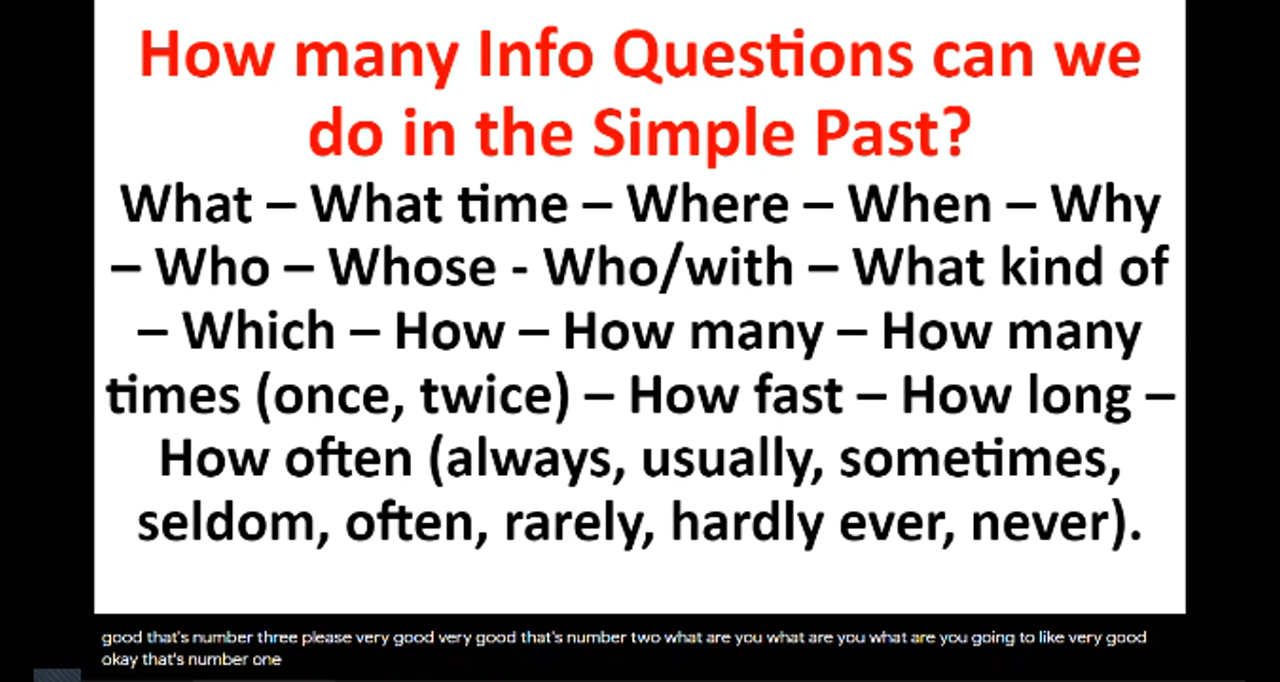 How many Info Questions can we
do in the Simple Past?
What – What time – Where – When – Why
– Who – Whose - Who/with – What kind of
– Which – How – How many – How many
times (once, twice) – How fast – How long –
How often (always, usually, sometimes,
seldom, often, rarely, hardly ever, never).
good that's number three please very good very good that's number two what are you what are you what are you going to like very good
okay that's number one